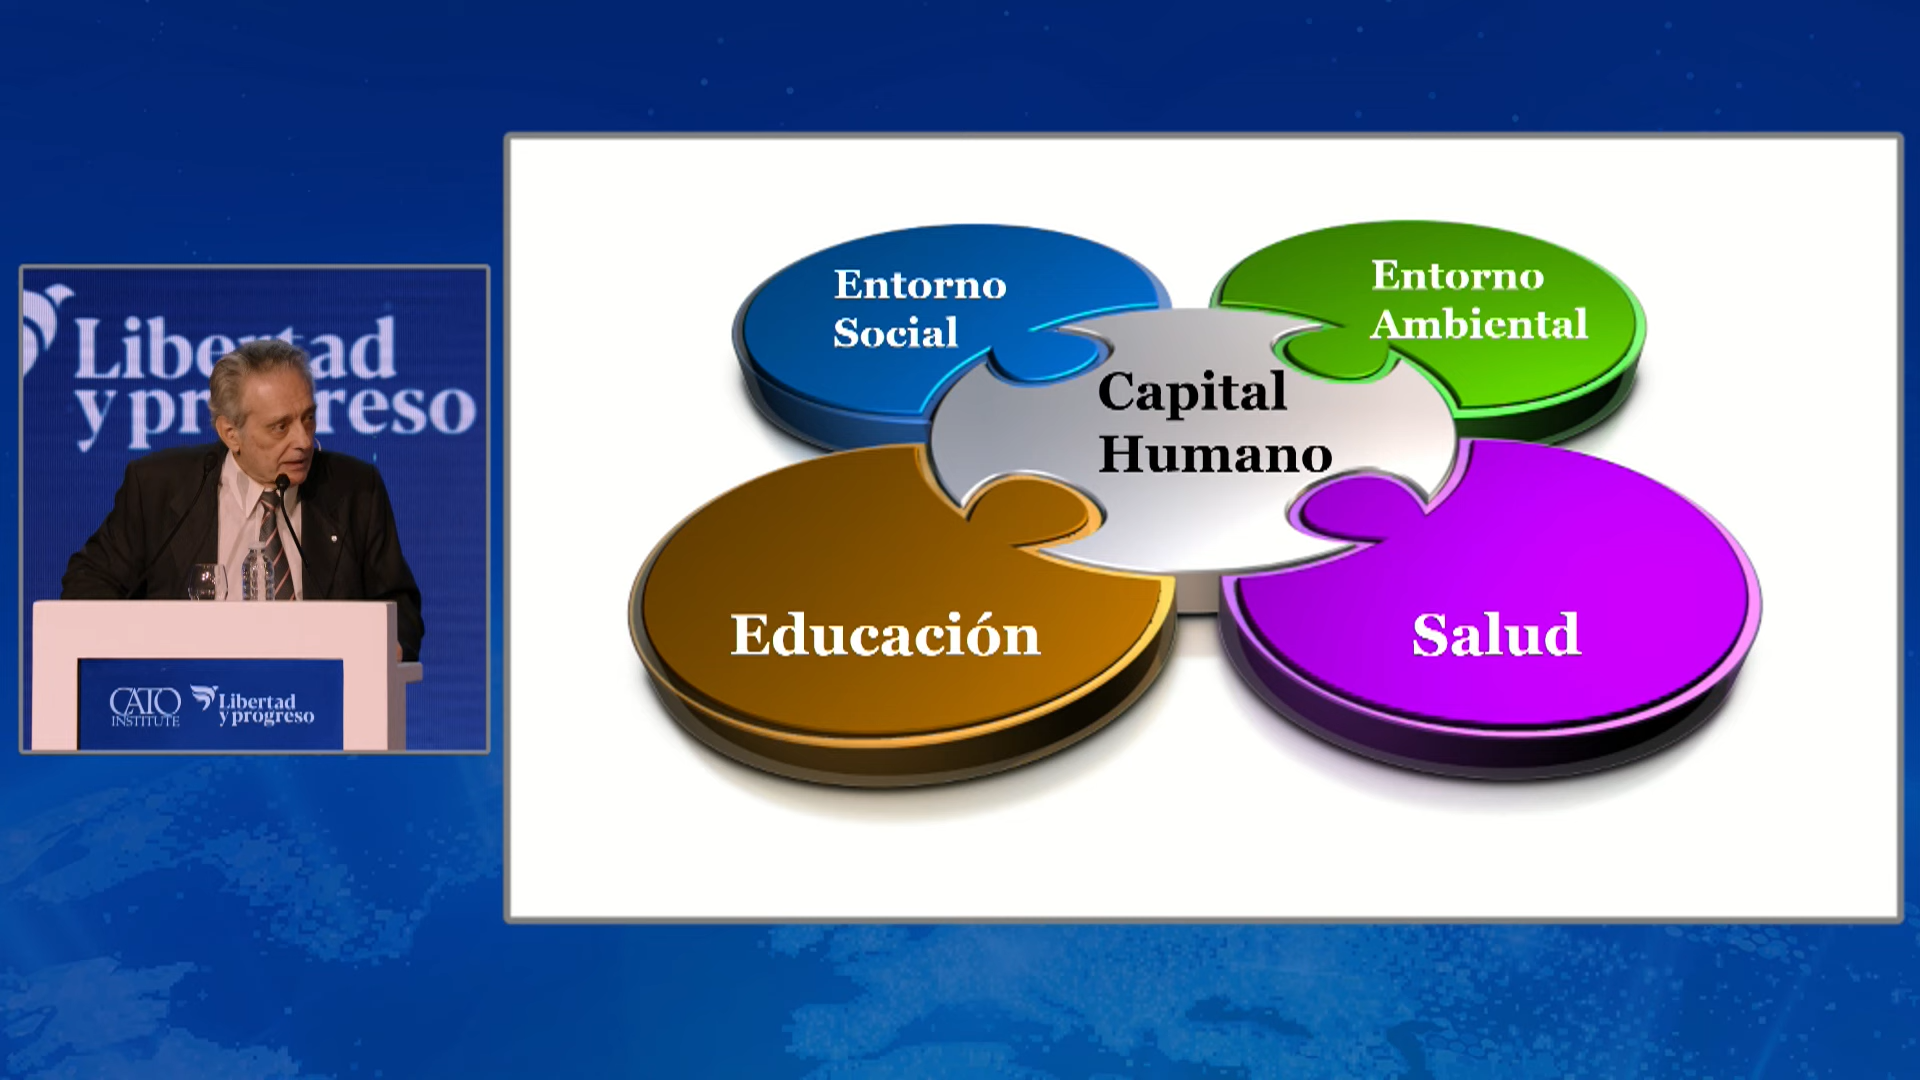 Libertad
y progreso
CATO
INSTITUTE
Libertad
y progreso
Entorno
Social
Entorno
Ambiental
Capital
Humano
Educación
Salud